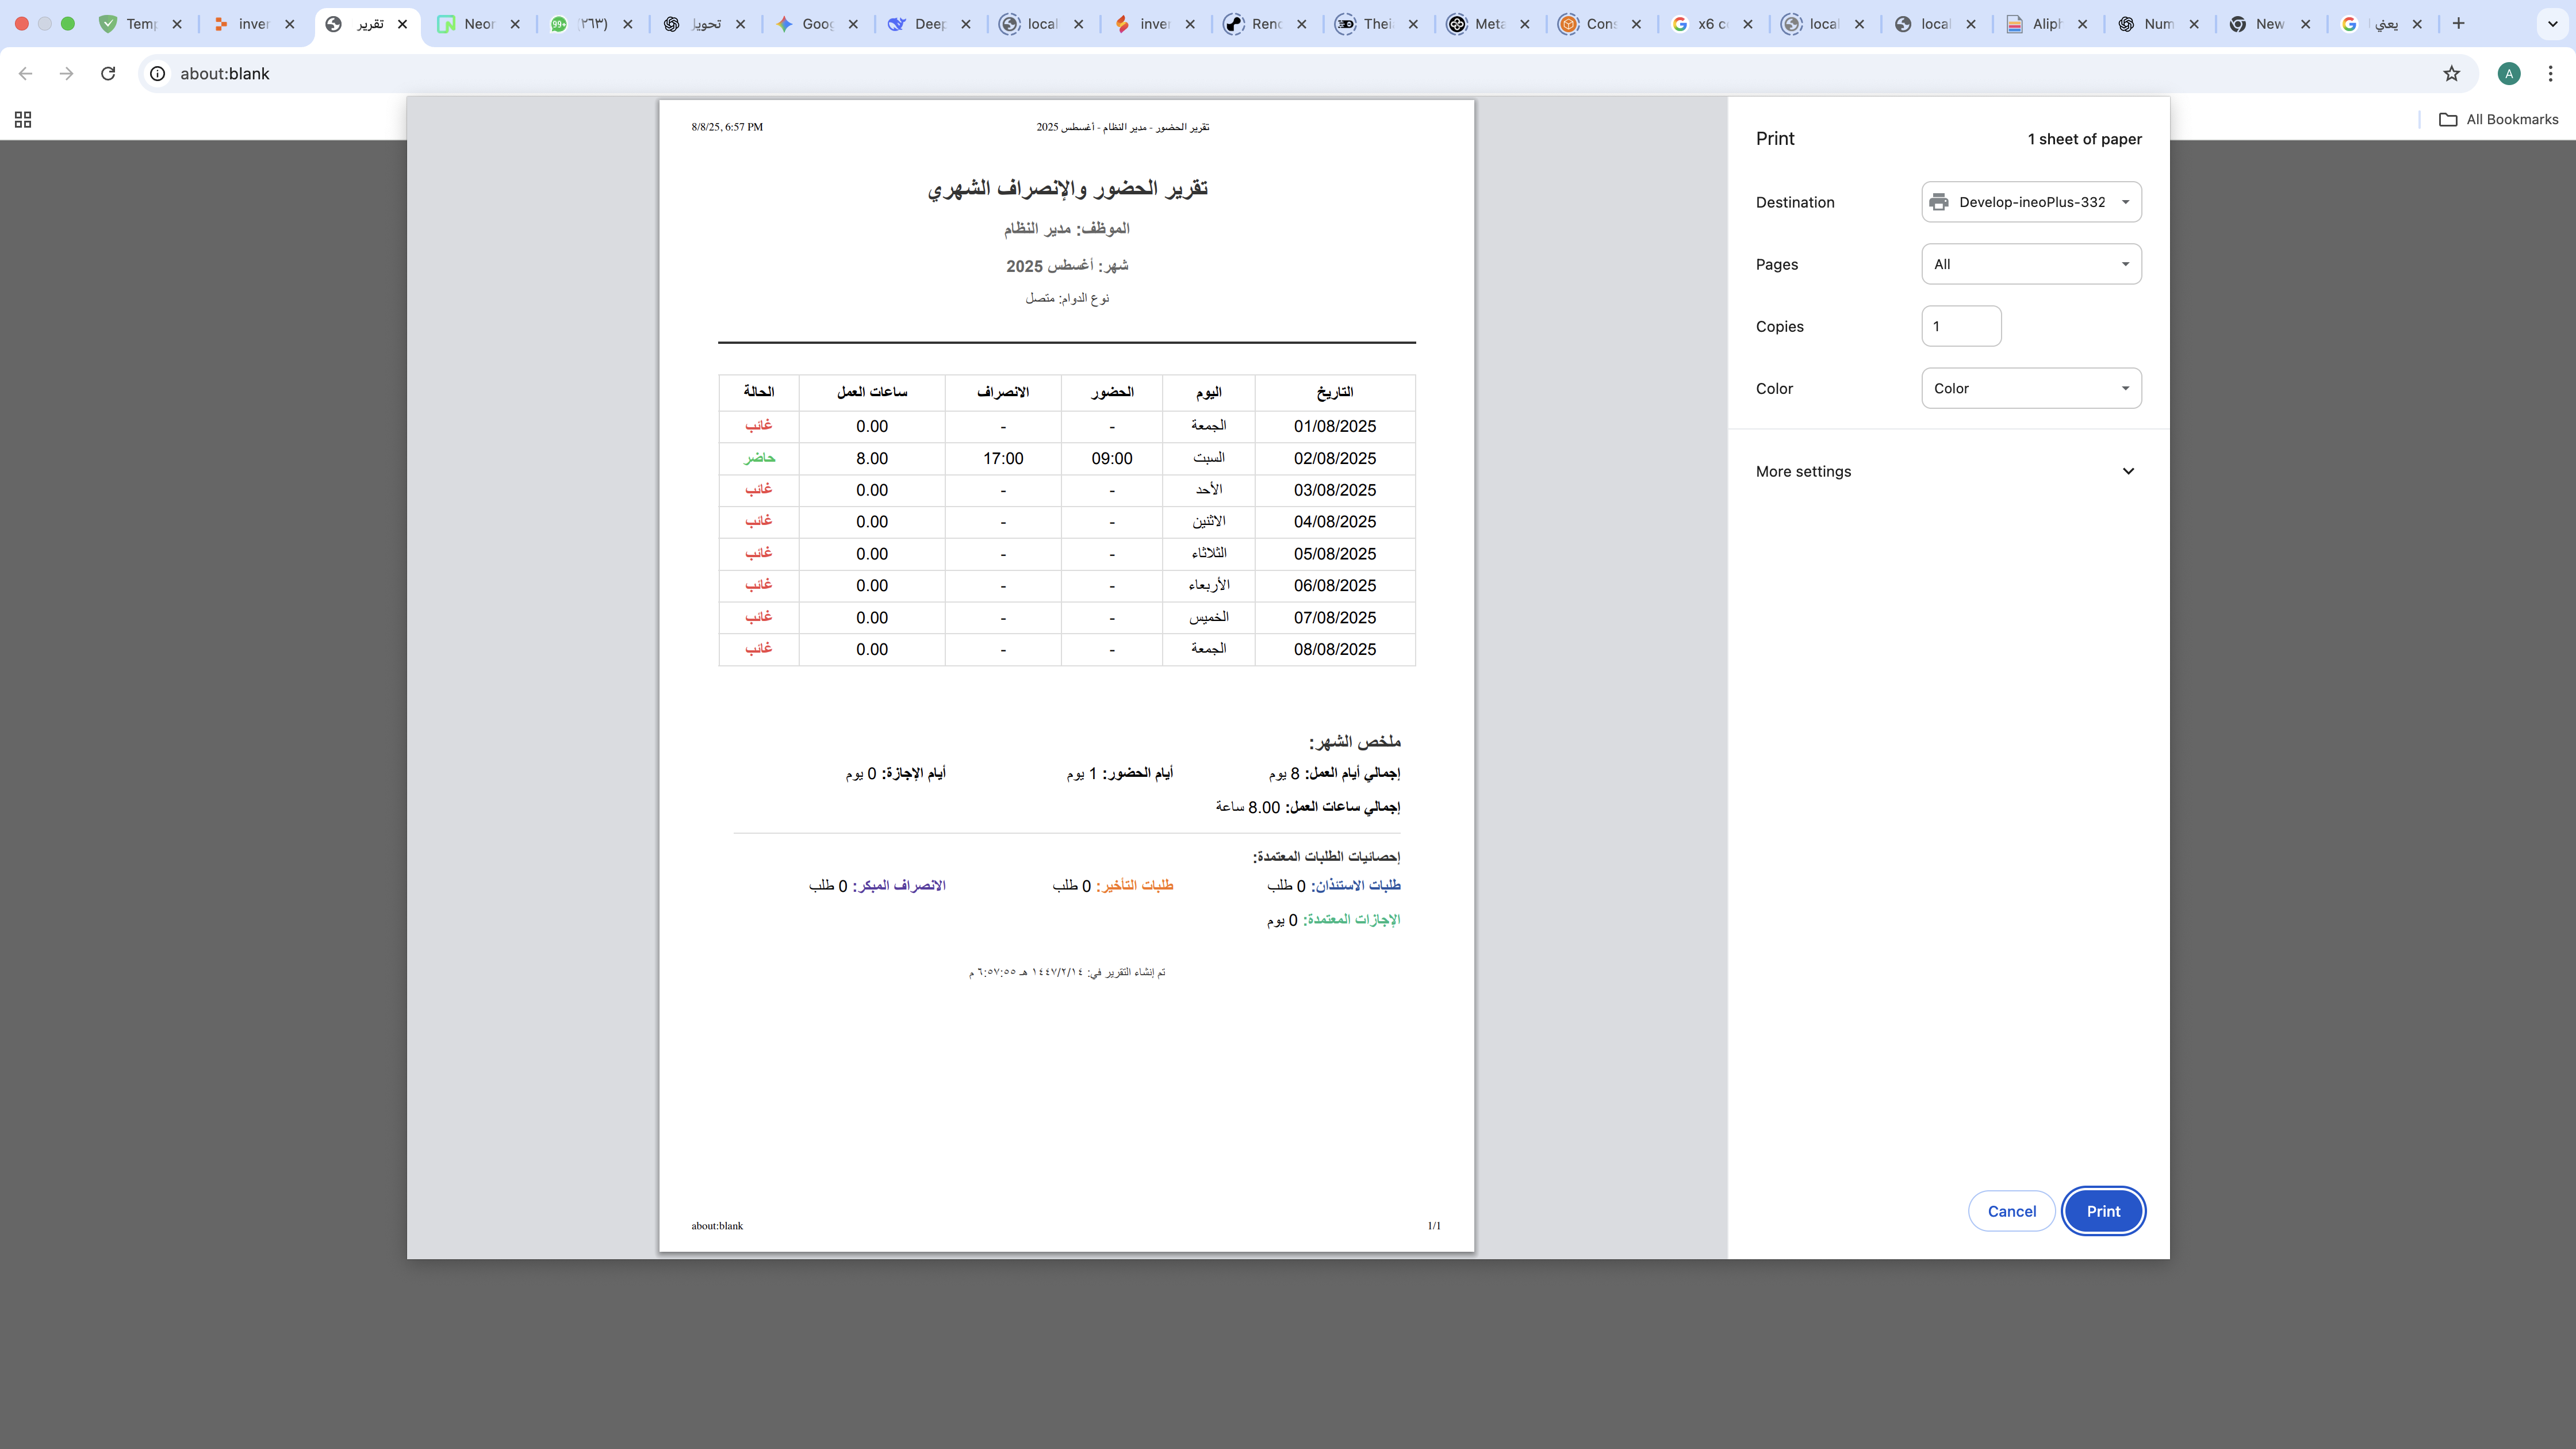 Temp
inver
تقرير
Neor
99+ (٢٦٣)
تحويل
Goog
Deep
local
inver
Renc
Thei
Meta
Cons
x6 c
local
local
Aliph
Num
New
يعني
about:blank
A
All Bookmarks
8/8/25, 6:57 PM
تقرير الحضور - مدير النظام - أغسطس 2025
تقرير الحضور والإنصراف الشهري
الموظف: مدير النظام
شهر: أغسطس 2025
نوع الدوام: متصل
التاريخ اليوم الحضور الانصراف ساعات العمل الحالة
01/08/2025 الجمعة - - 0.00 غائب
02/08/2025 السبت 09:00 17:00 8.00 حاضر
03/08/2025 الأحد - - 0.00 غائب
04/08/2025 الاثنين - - 0.00 غائب
05/08/2025 الثلاثاء - - 0.00 غائب
06/08/2025 الأربعاء - - 0.00 غائب
07/08/2025 الخميس - - 0.00 غائب
08/08/2025 الجمعة - - 0.00 غائب
ملخص الشهر:
إجمالي أيام العمل: 8 يوم أيام الحضور: 1 يوم أيام الإجازة: 0 يوم
إجمالي ساعات العمل: 8.00 ساعة
إحصائيات الطلبات المعتمدة:
طلبات الاستئذان: 0 طلب طلبات التأخير: 0 طلب الانصراف المبكر: 0 طلب
الإجازات المعتمدة: 0 يوم
تم إنشاء التقرير في: ١٤٤٧/٢/١٤ هـ ٦:٥٧:٥٥ م
about:blank
1/1
Print
1 sheet of paper
Destination
Develop-ineoPlus-332
Pages
All
Copies
1
Color
Color
More settings
Cancel
Print